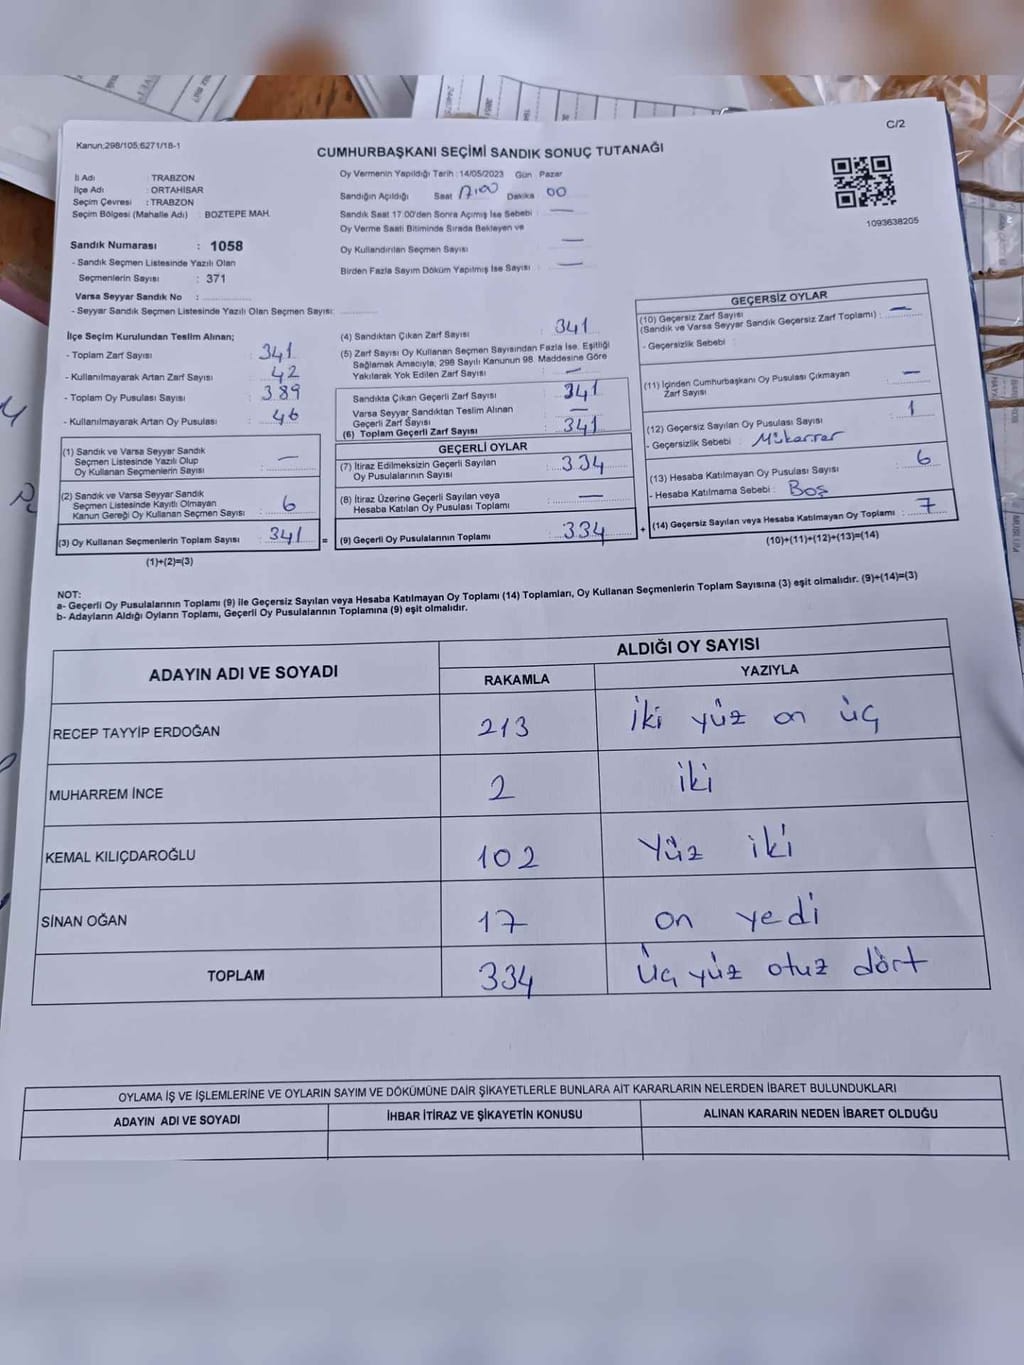 C/2
Kanun;298/105;6271/18-1
CUMHURBAŞKANI SEÇİMİ SANDIK SONUÇ TUTANAĞI
İl Adı : TRABZON
İlçe Adı : ORTAHİSAR
Seçim Çevresi : TRABZON
Seçim Bölgesi (Mahalle Adı) : BOZTEPE MAH.
Sandık Numarası : 1058
- Sandık Seçmen Listesinde Yazılı Olan
Seçmenlerin Sayısı : 371
Varsa Seyyar Sandık No :
- Seyyar Sandık Seçmen Listesinde Yazılı Olan Seçmen Sayısı:
Oy Vermenin Yapıldığı Tarih : 14/05/2023 Gün : Pazar
Sandığın Açıldığı Saat 17:00 Dakika 00
Sandık Saat 17.00'den Sonra Açımış İse Sebebi : —
Oy Verme Saati Bitiminde Sırada Bekleyen ve
Oy Kullandırılan Seçmen Sayısı —
Birden Fazla Sayım Döküm Yapılmış İse Sayısı : —
1093638205
İlçe Seçim Kurulundan Teslim Alınan;
- Toplam Zarf Sayısı : 341
- Kullanılmayarak Artan Zarf Sayısı : 42
- Toplam Oy Pusulası Sayısı : 389
- Kullanılmayarak Artan Oy Pusulası : 46
(1) Sandık ve Varsa Seyyar Sandık
Seçmen Listesinde Yazılı Olup
Oy Kullanan Seçmenlerin Sayısı : —
(2) Sandık ve Varsa Seyyar Sandık
Seçmen Listesinde Kayıtlı Olmayan
Kanun Gereği Oy Kullanan Seçmen Sayısı : 6
(3) Oy Kullanan Seçmenlerin Toplam Sayısı : 341 =
(1)+(2)=(3)
(4) Sandıktan Çıkan Zarf Sayısı : 341
(5) Zarf Sayısı Oy Kullanan Seçmen Sayısından Fazla İse, Eşitliği
Sağlamak Amacıyla, 298 Sayılı Kanunun 98. Maddesine Göre
Yakılarak Yok Edilen Zarf Sayısı : —
Sandıkta Çıkan Geçerli Zarf Sayısı : 341
Varsa Seyyar Sandıktan Teslim Alınan
Geçerli Zarf Sayısı : —
(6) Toplam Geçerli Zarf Sayısı : 341
GEÇERLİ OYLAR
(7) İtiraz Edilmeksizin Geçerli Sayılan
Oy Pusulalarının Sayısı : 334
(8) İtiraz Üzerine Geçerli Sayılan veya
Hesaba Katılan Oy Pusulası Toplamı : —
(9) Geçerli Oy Pusulalarının Toplamı : 334 +
GEÇERSİZ OYLAR
(10) Geçersiz Zarf Sayısı
(Sandık ve Varsa Seyyar Sandık Geçersiz Zarf Toplamı) : —
- Geçersizlik Sebebi :
(11) İçinden Cumhurbaşkanı Oy Pusulası Çıkmayan
Zarf Sayısı : —
(12) Geçersiz Sayılan Oy Pusulası Sayısı : 1
- Geçersizlik Sebebi : Mükerrer
(13) Hesaba Katılmayan Oy Pusulası Sayısı : 6
- Hesaba Katılmama Sebebi : Boş
(14) Geçersiz Sayılan veya Hesaba Katılmayan Oy Toplamı : 7
(10)+(11)+(12)+(13)=(14)
NOT:
a- Geçerli Oy Pusulalarının Toplamı (9) ile Geçersiz Sayılan veya Hesaba Katılmayan Oy Toplamı (14) Toplamları, Oy Kullanan Seçmenlerin Toplam Sayısına (3) eşit olmalıdır. (9)+(14)=(3)
b- Adayların Aldığı Oyların Toplamı, Geçerli Oy Pusulalarının Toplamına (9) eşit olmalıdır.
ADAYIN ADI VE SOYADI ALDIĞI OY SAYISI
RAKAMLA YAZIYLA
RECEP TAYYİP ERDOĞAN 213 iki yüz on üç
MUHARREM İNCE 2 iki
KEMAL KILIÇDAROĞLU 102 Yüz iki
SİNAN OĞAN 17 on yedi
TOPLAM 334 Üç yüz otuz dört
OYLAMA İŞ VE İŞLEMLERİNE VE OYLARIN SAYIM VE DÖKÜMÜNE DAİR ŞİKAYETLERLE BUNLARA AİT KARARLARIN NELERDEN İBARET BULUNDUKLARI
ADAYIN ADI VE SOYADI İHBAR İTİRAZ VE ŞİKAYETİN KONUSU ALINAN KARARIN NEDEN İBARET OLDUĞU